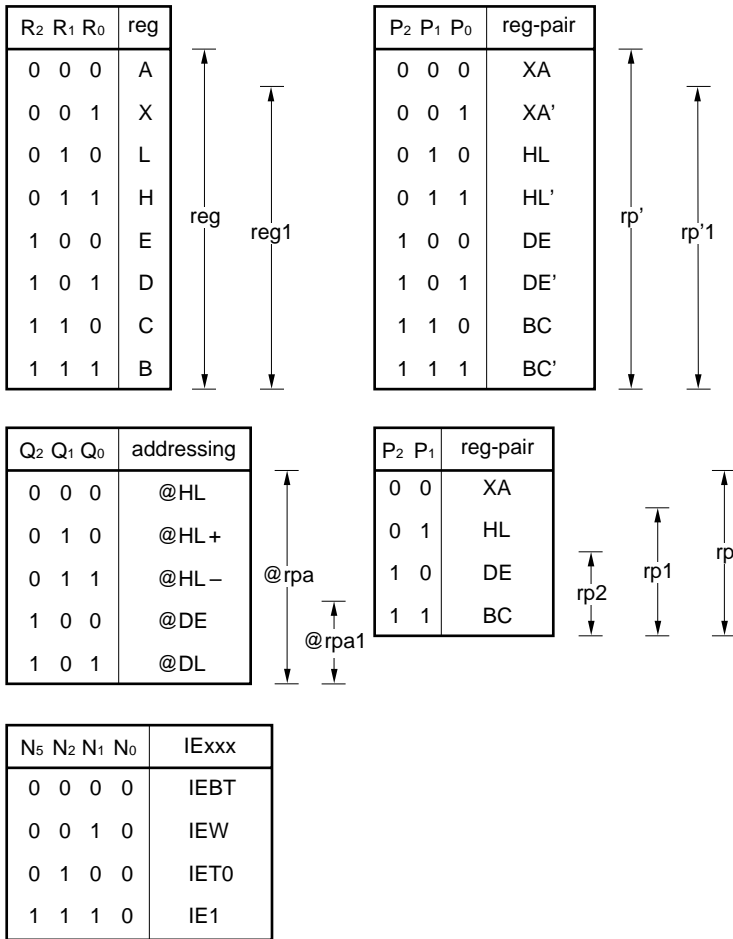 R2 R1 R0 reg
0 0 0 A
0 0 1 X
0 1 0 L
0 1 1 H
1 0 0 E
1 0 1 D
1 1 0 C
1 1 1 B
reg
reg1
P2 P1 P0 reg-pair
0 0 0 XA
0 0 1 XA’
0 1 0 HL
0 1 1 HL’
1 0 0 DE
1 0 1 DE’
1 1 0 BC
1 1 1 BC’
rp’
rp’1
Q2 Q1 Q0 addressing
0 0 0 @HL
0 1 0 @HL+
0 1 1 @HL–
1 0 0 @DE
1 0 1 @DL
@rpa
@rpa1
P2 P1 reg-pair
0 0 XA
0 1 HL
1 0 DE
1 1 BC
rp2
rp1
rp
N5 N2 N1 N0 IExxx
0 0 0 0 IEBT
0 0 1 0 IEW
0 1 0 0 IET0
1 1 1 0 IE1